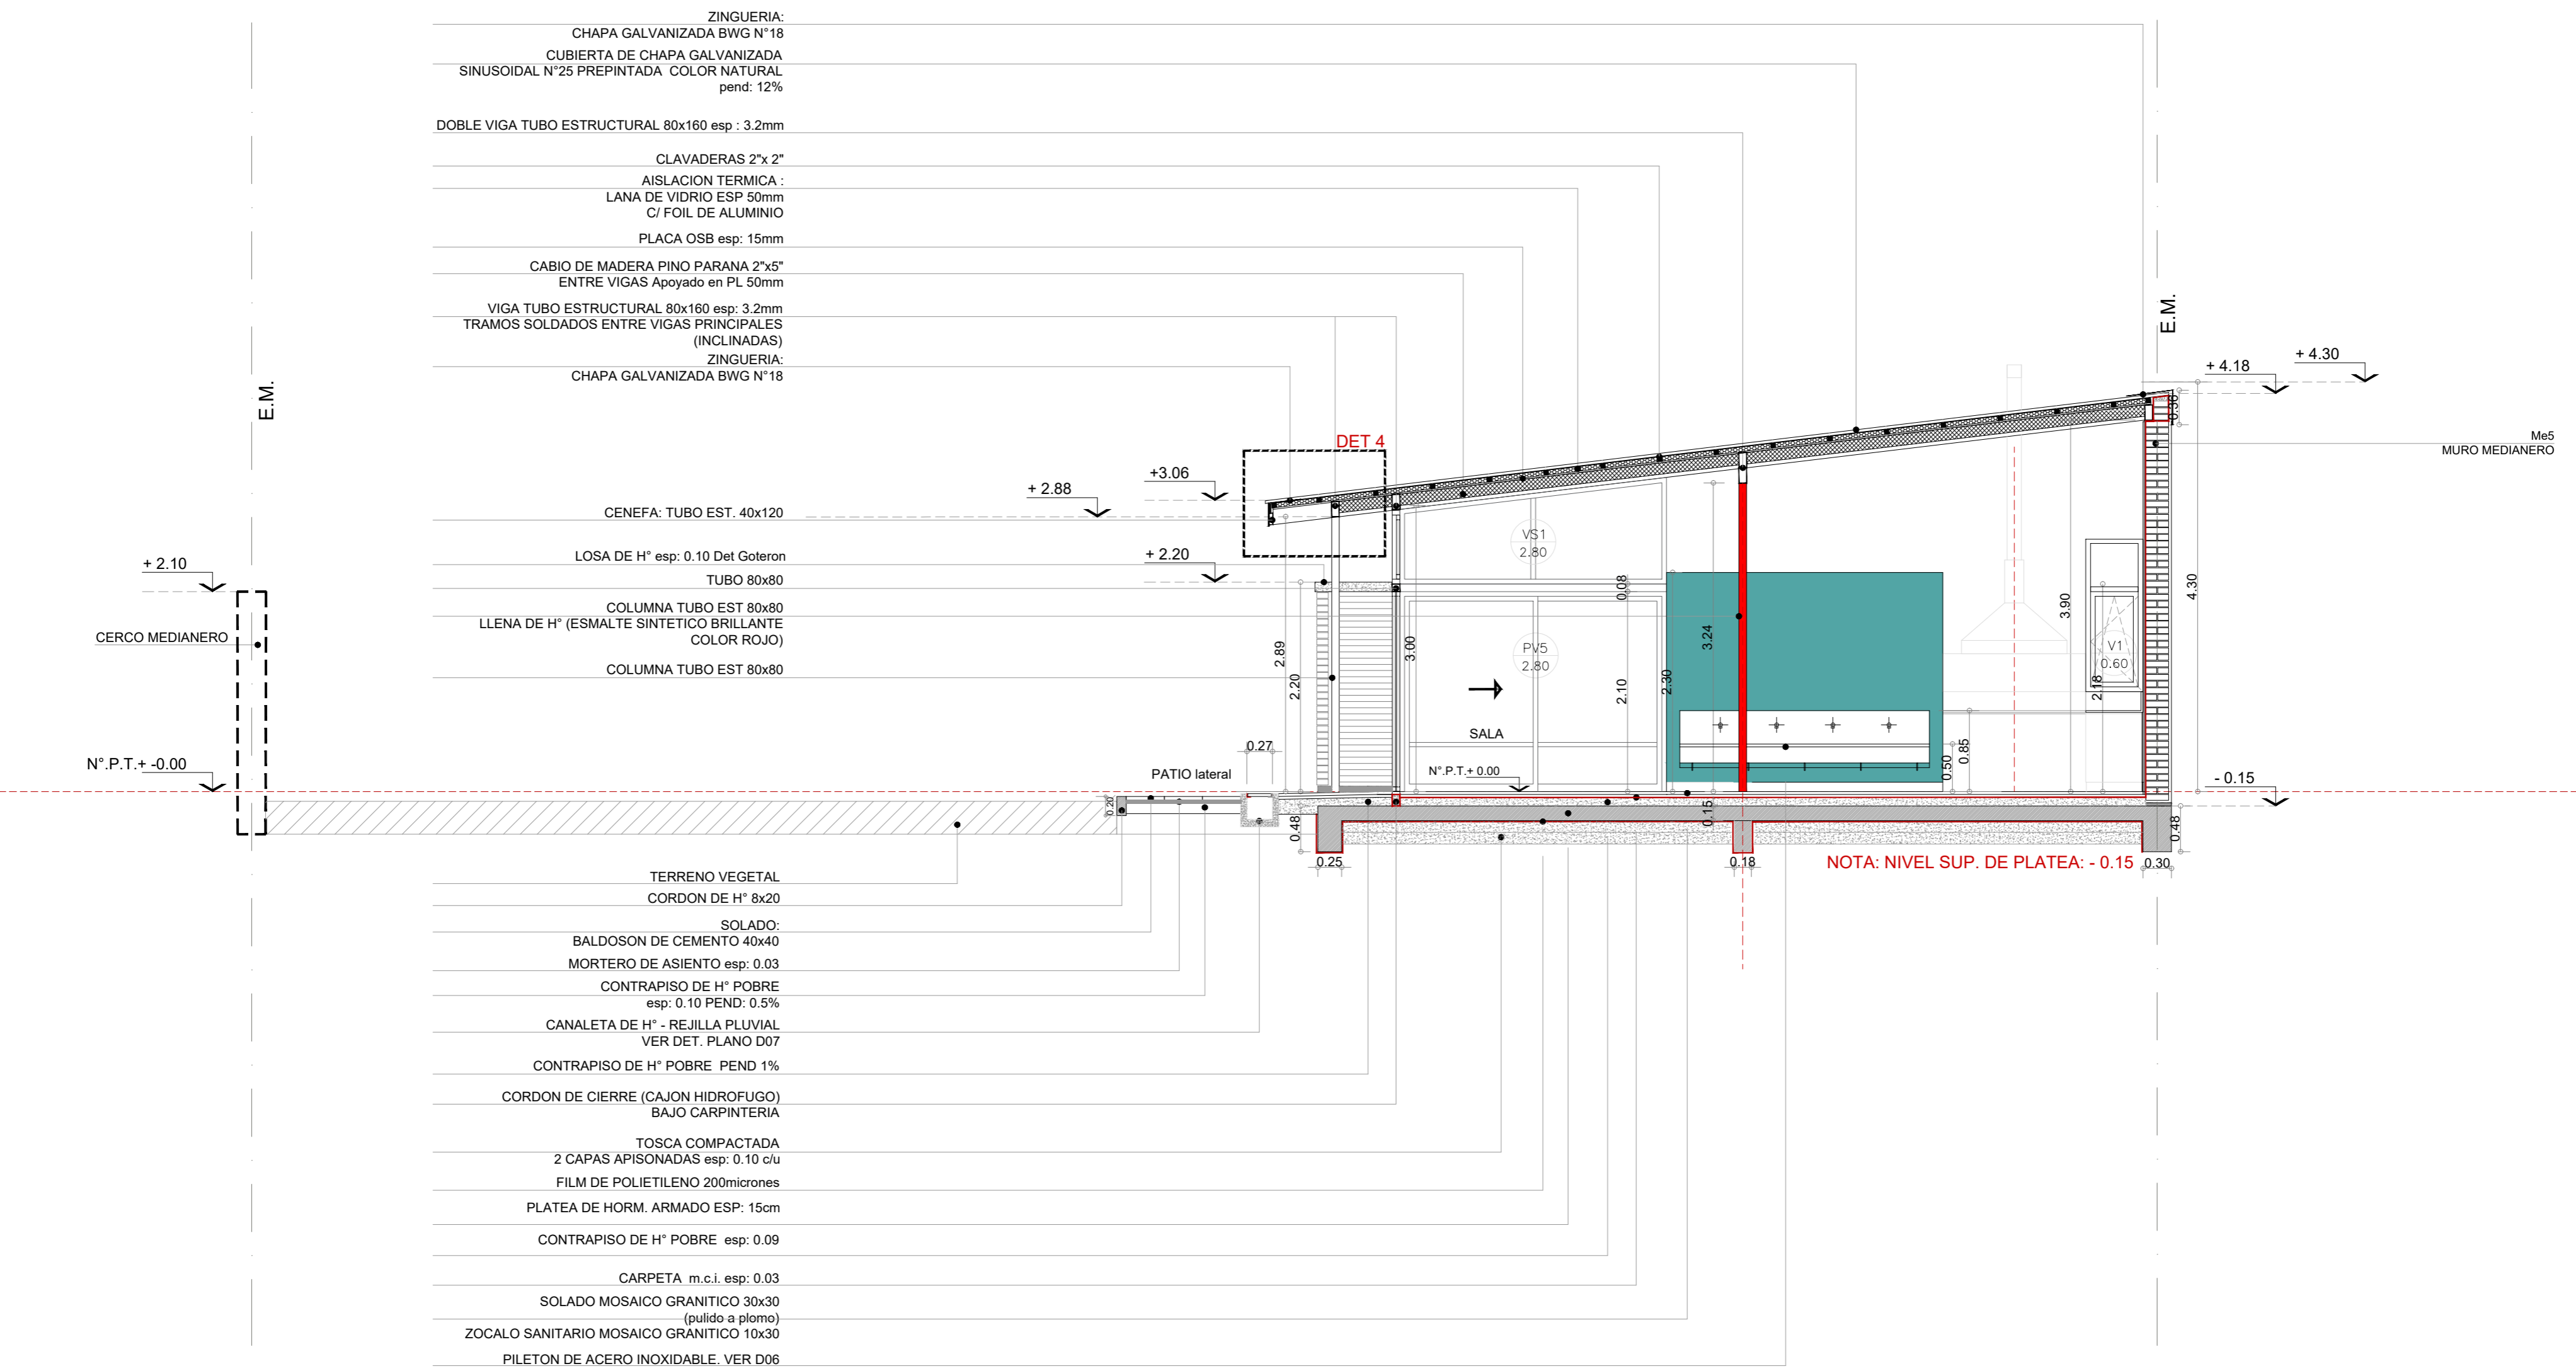 ZINGUERIA:
CHAPA GALVANIZADA BWG N°18
CUBIERTA DE CHAPA GALVANIZADA
SINUSOIDAL N°25 PREPINTADA COLOR NATURAL
pend: 12%
DOBLE VIGA TUBO ESTRUCTURAL 80x160 esp : 3.2mm
CLAVADERAS 2"x 2"
AISLACION TERMICA :
LANA DE VIDRIO ESP 50mm
C/ FOIL DE ALUMINIO
PLACA OSB esp: 15mm
CABIO DE MADERA PINO PARANA 2"x5"
ENTRE VIGAS Apoyado en PL 50mm
VIGA TUBO ESTRUCTURAL 80x160 esp: 3.2mm
TRAMOS SOLDADOS ENTRE VIGAS PRINCIPALES
(INCLINADAS)
ZINGUERIA:
CHAPA GALVANIZADA BWG N°18
CENEFA: TUBO EST. 40x120
LOSA DE H° esp: 0.10 Det Goteron
TUBO 80x80
COLUMNA TUBO EST 80x80
LLENA DE H° (ESMALTE SINTETICO BRILLANTE
COLOR ROJO)
COLUMNA TUBO EST 80x80
E.M.
+ 2.10
CERCO MEDIANERO
N°.P.T.+ -0.00
+ 2.88
+3.06
+ 2.20
DET 4
E.M.
+ 4.18
+ 4.30
0.36
Me5
MURO MEDIANERO
VS1
2.80
PV5
2.80
V1
0.60
2.89
2.20
3.00
0.08
2.10
2.30
3.24
3.90
2.18
4.30
0.50
0.85
SALA
N°.P.T.+ 0.00
PATIO lateral
0.27
0.20
0.48
0.25
0.15
0.18
NOTA: NIVEL SUP. DE PLATEA: - 0.15
0.30
0.48
- 0.15
TERRENO VEGETAL
CORDON DE H° 8x20
SOLADO:
BALDOSON DE CEMENTO 40x40
MORTERO DE ASIENTO esp: 0.03
CONTRAPISO DE H° POBRE
esp: 0.10 PEND: 0.5%
CANALETA DE H° - REJILLA PLUVIAL
VER DET. PLANO D07
CONTRAPISO DE H° POBRE PEND 1%
CORDON DE CIERRE (CAJON HIDROFUGO)
BAJO CARPINTERIA
TOSCA COMPACTADA
2 CAPAS APISONADAS esp: 0.10 c/u
FILM DE POLIETILENO 200micrones
PLATEA DE HORM. ARMADO ESP: 15cm
CONTRAPISO DE H° POBRE esp: 0.09
CARPETA m.c.i. esp: 0.03
SOLADO MOSAICO GRANITICO 30x30
(pulido a plomo)
ZOCALO SANITARIO MOSAICO GRANITICO 10x30
PILETON DE ACERO INOXIDABLE. VER D06